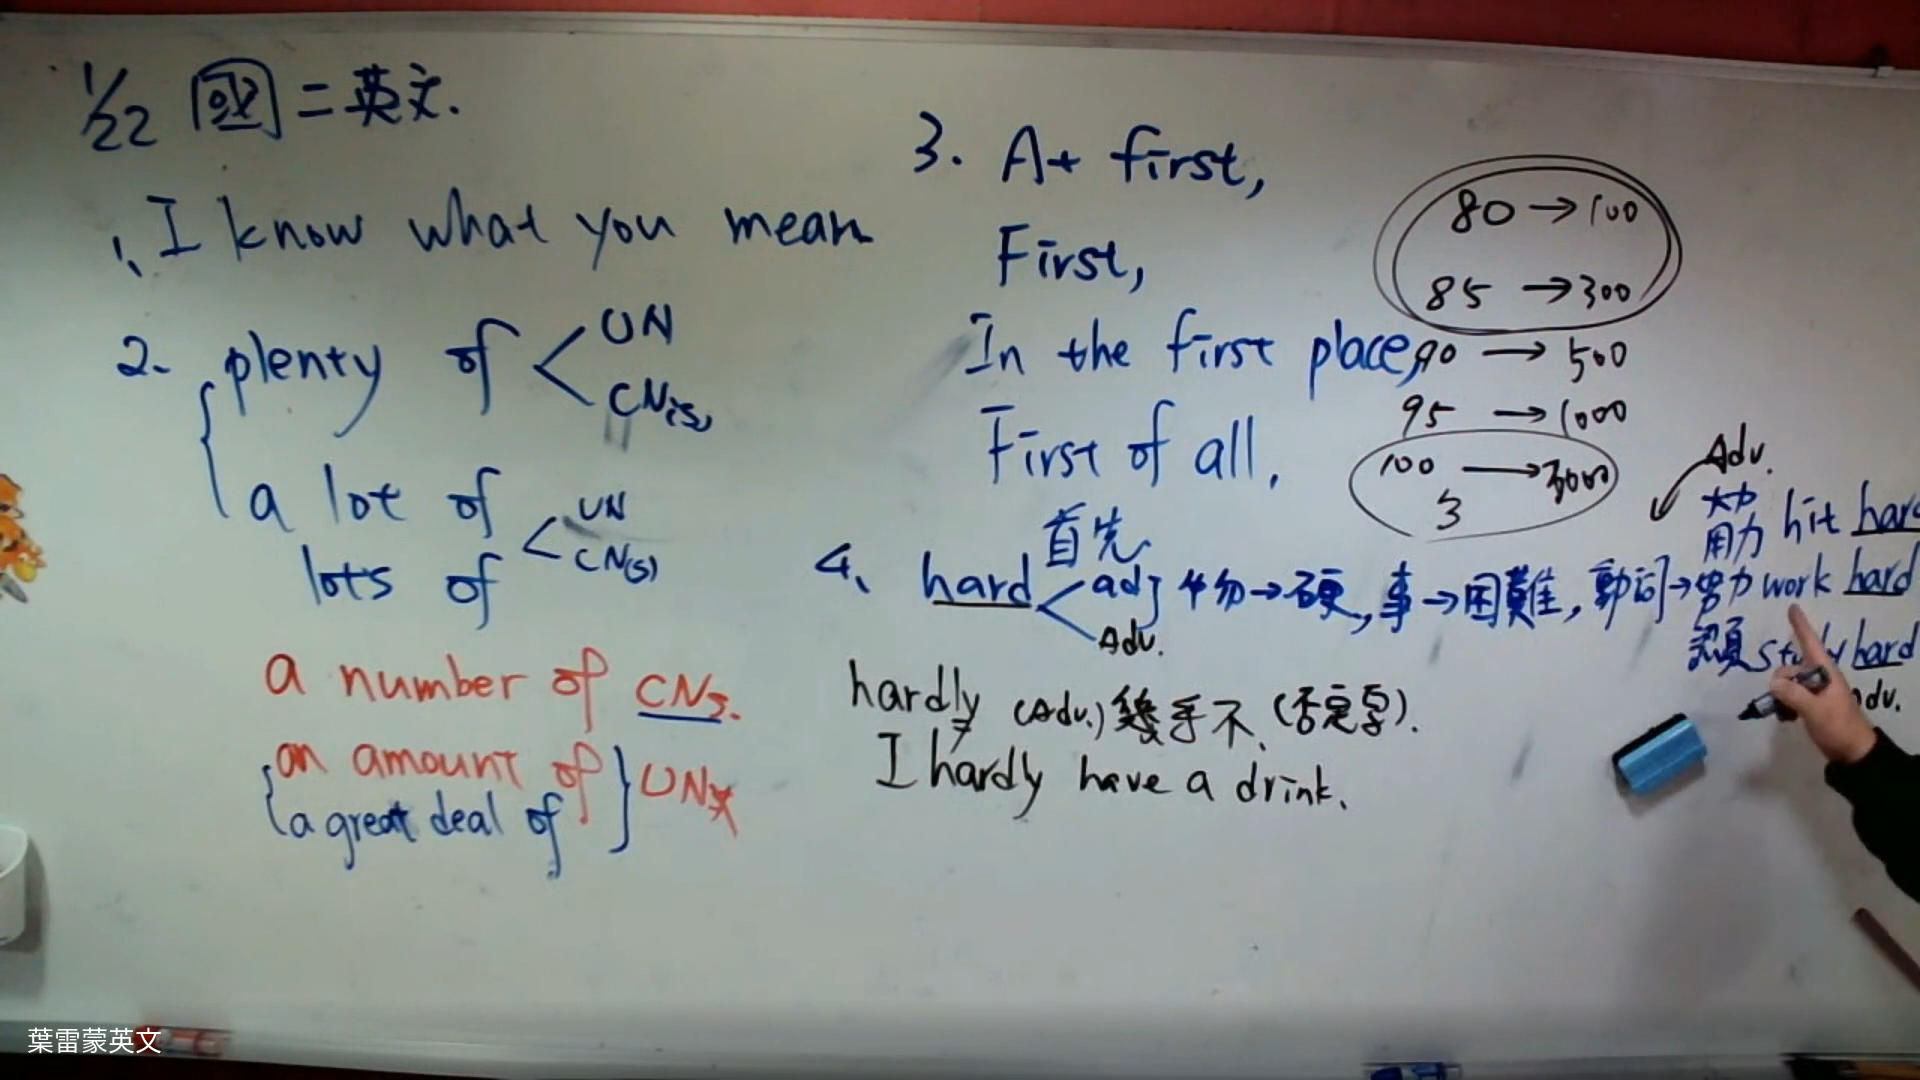 1/22 國二英文.
1、I know what you mean
2. plenty of < UN
CN(s)
a lot of
lots of < UN
CN(s)
a number of CNs.
an amount of } UN
a great deal of
3. At first,
First,
In the first place,
First of all,
首先
80 → 100
85 → 300
90 → 500
95 → 1000
100 → 3000
3
4、hard < adj 物→硬,事→困難,動詞→努力 work hard
Adv.
Adv.
用力 hit hard
study hard
adv.
hardly (Adv.) 幾乎不、(否定字).
I hardly have a drink.
葉雷蒙英文